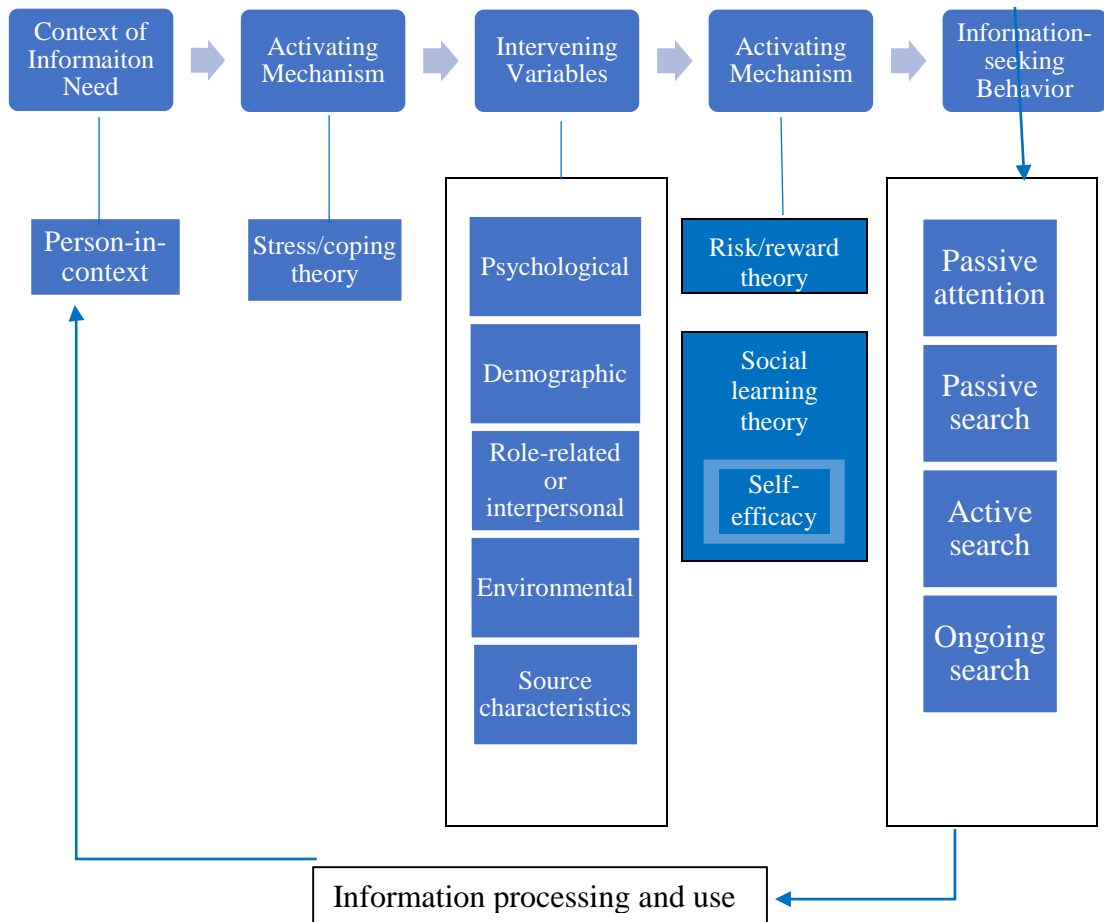 Context of
Informaiton
Need
Activating
Mechanism
Intervening
Variables
Activating
Mechanism
Information-
seeking
Behavior
Person-in-
context
Stress/coping
theory
Psychological
Demographic
Role-related
or
interpersonal
Environmental
Source
characteristics
Risk/reward
theory
Social
learning
theory
Self-
efficacy
Passive
attention
Passive
search
Active
search
Ongoing
search
Information processing and use